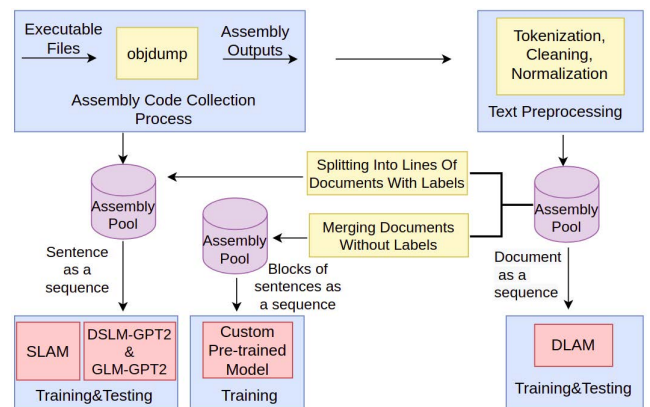 Executable
Files
objdump
Assembly
Outputs
Assembly Code Collection
Process
Tokenization,
Cleaning,
Normalization
Text Preprocessing
Splitting Into Lines Of
Documents With Labels
Merging Documents
Without Labels
Assembly
Pool
Assembly
Pool
Assembly
Pool
Sentence
as a
sequence
Blocks of
sentences as
a sequence
Document
as a
sequence
SLAM
DSLM-GPT2
&
GLM-GPT2
Training&Testing
Custom
Pre-trained
Model
Training
DLAM
Training&Testing